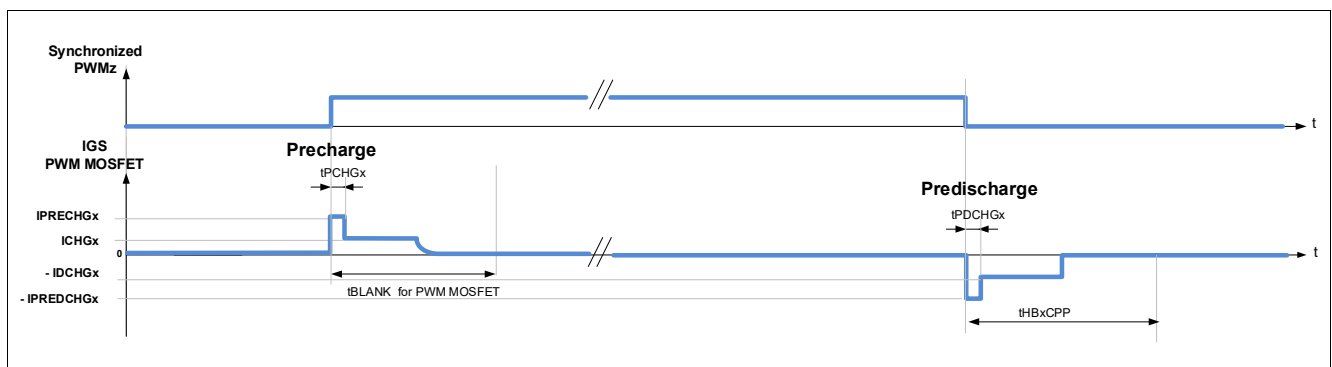 Synchronized
PWMz
t
IGS
PWM MOSFET
Precharge
tPCHGx
Predischarge
tPDCHGx
IPRECHGx
ICHGx
0
t
- IDCHGx
- IPREDCHGx
tBLANK for PWM MOSFET
tHBxCPP